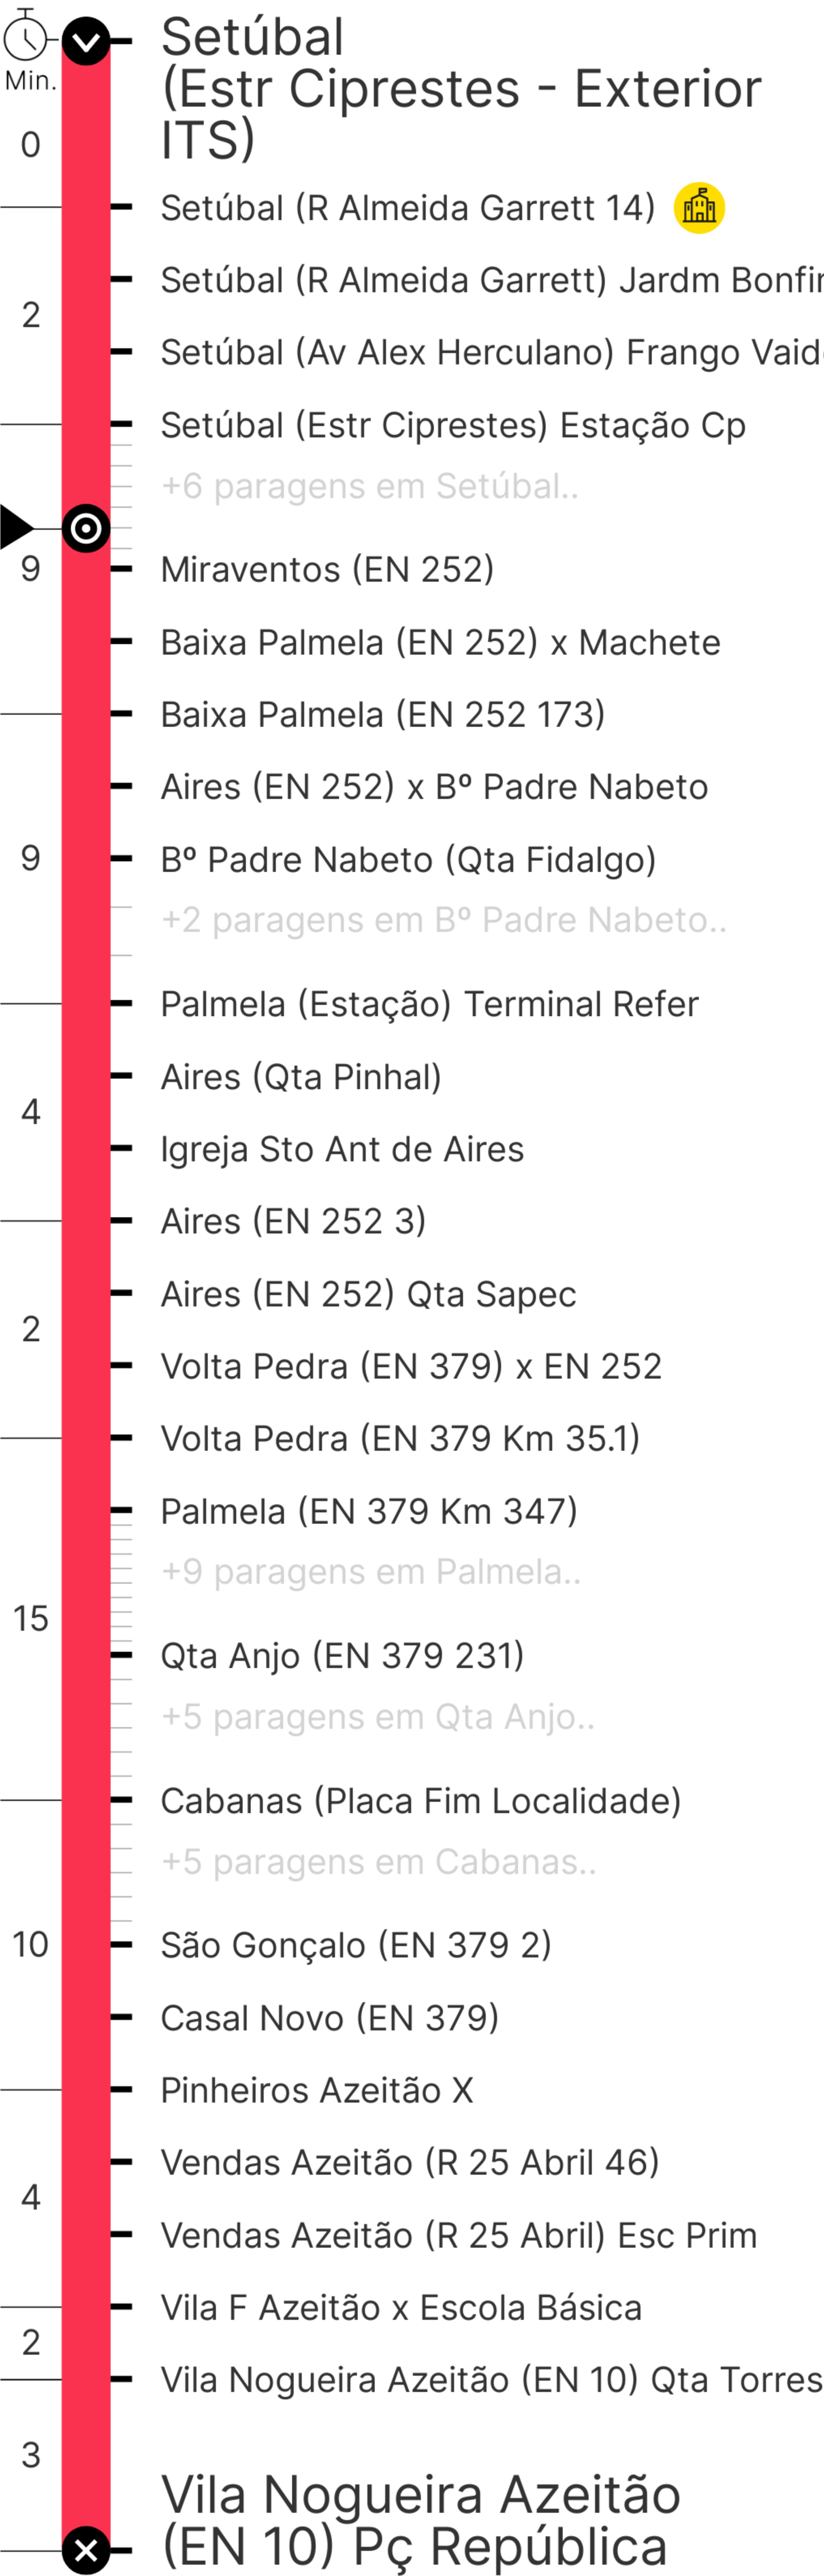 Setúbal
(Estr Ciprestes - Exterior
ITS)
Min.
0
Setúbal (R Almeida Garrett 14)
Setúbal (R Almeida Garrett) Jardm
2
Setúbal (Av Alex Herculano) Frango
Setúbal (Estr Ciprestes) Estação Cp
+6 paragens em Setúbal..
9
Miraventos (EN 252)
Baixa Palmela (EN 252) x Machete
Baixa Palmela (EN 252 173)
Aires (EN 252) x Bº Padre Nabeto
9
Bº Padre Nabeto (Qta Fidalgo)
+2 paragens em Bº Padre Nabeto..
Palmela (Estação) Terminal Refer
Aires (Qta Pinhal)
4
Igreja Sto Ant de Aires
Aires (EN 252 3)
Aires (EN 252) Qta Sapec
2
Volta Pedra (EN 379) x EN 252
Volta Pedra (EN 379 Km 35.1)
Palmela (EN 379 Km 347)
+9 paragens em Palmela..
15
Qta Anjo (EN 379 231)
+5 paragens em Qta Anjo..
Cabanas (Placa Fim Localidade)
+5 paragens em Cabanas..
10
São Gonçalo (EN 379 2)
Casal Novo (EN 379)
Pinheiros Azeitão X
Vendas Azeitão (R 25 Abril 46)
4
Vendas Azeitão (R 25 Abril) Esc Prim
Vila F Azeitão x Escola Básica
2
Vila Nogueira Azeitão (EN 10) Qta Torres
3
Vila Nogueira Azeitão
(EN 10) Pç República